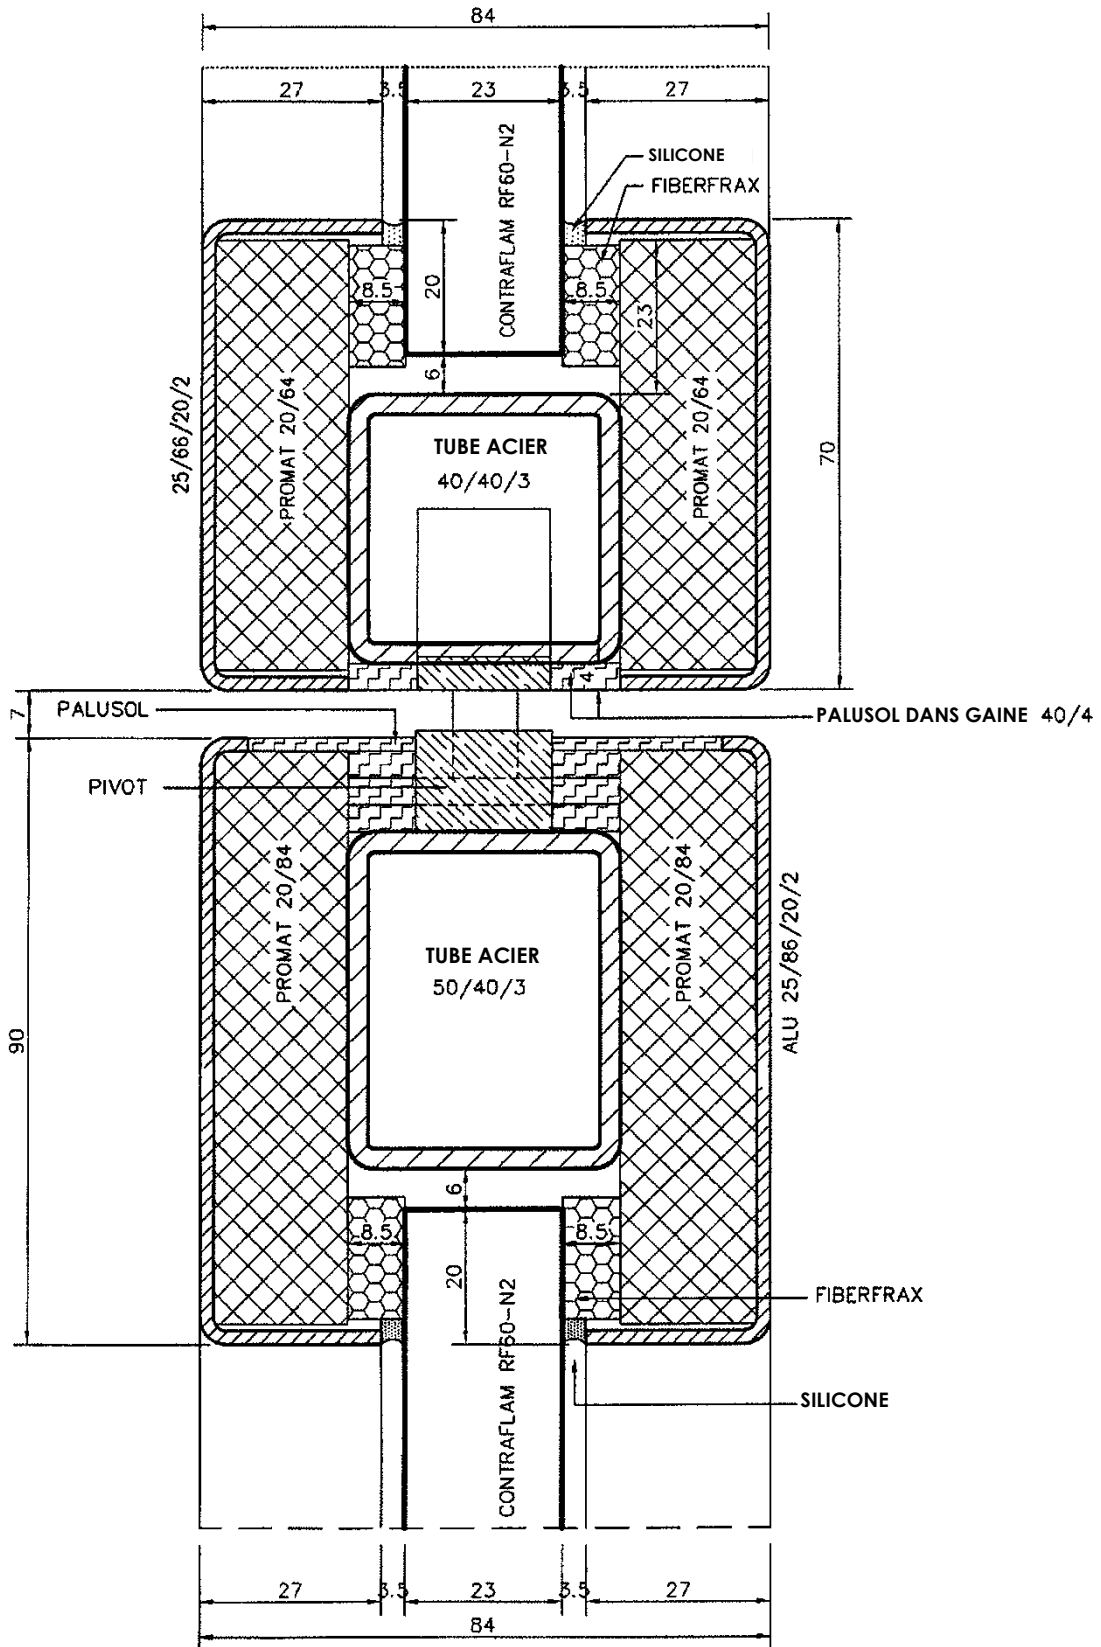 84
27
3.5
23
3.5
27
CONTRAFLAM RF60-N2
SILICONE
FIBERFRAX
8.5
20
8.5
23
6
25/66/20/2
PROMAT 20/64
TUBE ACIER
40/40/3
PROMAT 20/64
70
4
7
PALUSOL
PALUSOL DANS GAINE 40/4
PIVOT
PROMAT 20/84
TUBE ACIER
50/40/3
PROMAT 20/84
ALU 25/86/20/2
90
6
8.5
20
8.5
CONTRAFLAM RF60-N2
FIBERFRAX
SILICONE
27
3.5
23
3.5
27
84